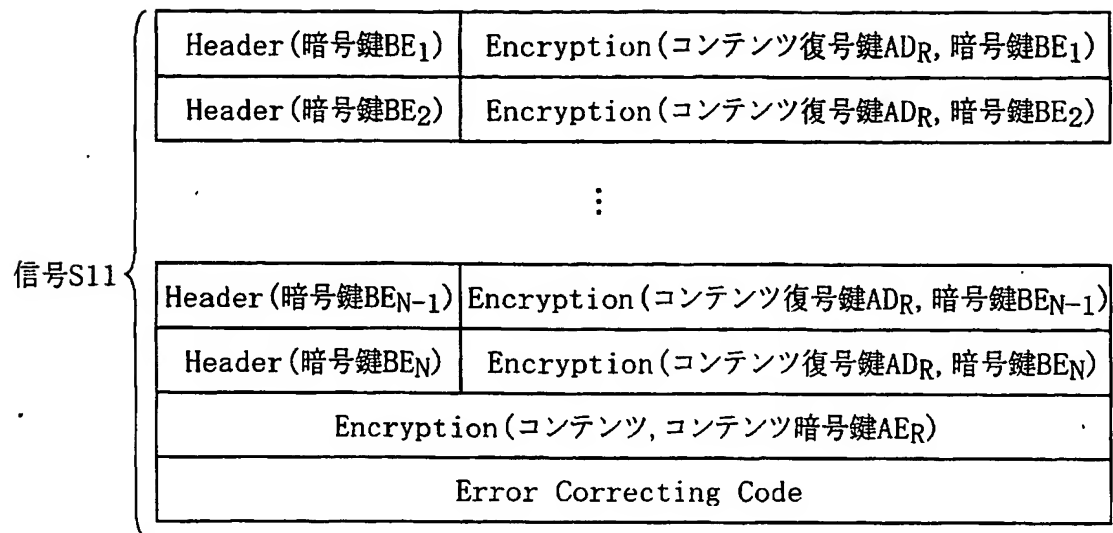 Header(暗号鍵BE1) Encryption(コンテンツ復号鍵ADR, 暗号鍵BE1)
Header(暗号鍵BE2) Encryption(コンテンツ復号鍵ADR, 暗号鍵BE2)
⋮
信号S11
Header(暗号鍵BEN-1) Encryption(コンテンツ復号鍵ADR, 暗号鍵BEN-1)
Header(暗号鍵BEN) Encryption(コンテンツ復号鍵ADR, 暗号鍵BEN)
Encryption(コンテンツ, コンテンツ暗号鍵AER)
Error Correcting Code